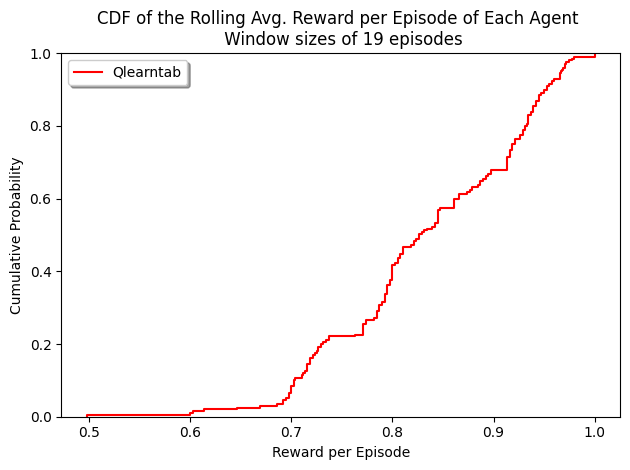 CDF of the Rolling Avg. Reward per Episode of Each Agent
Window sizes of 19 episodes
Qlearntab
Cumulative Probability
1.0
0.8
0.6
0.4
0.2
0.0
0.5 0.6 0.7 0.8 0.9 1.0
Reward per Episode